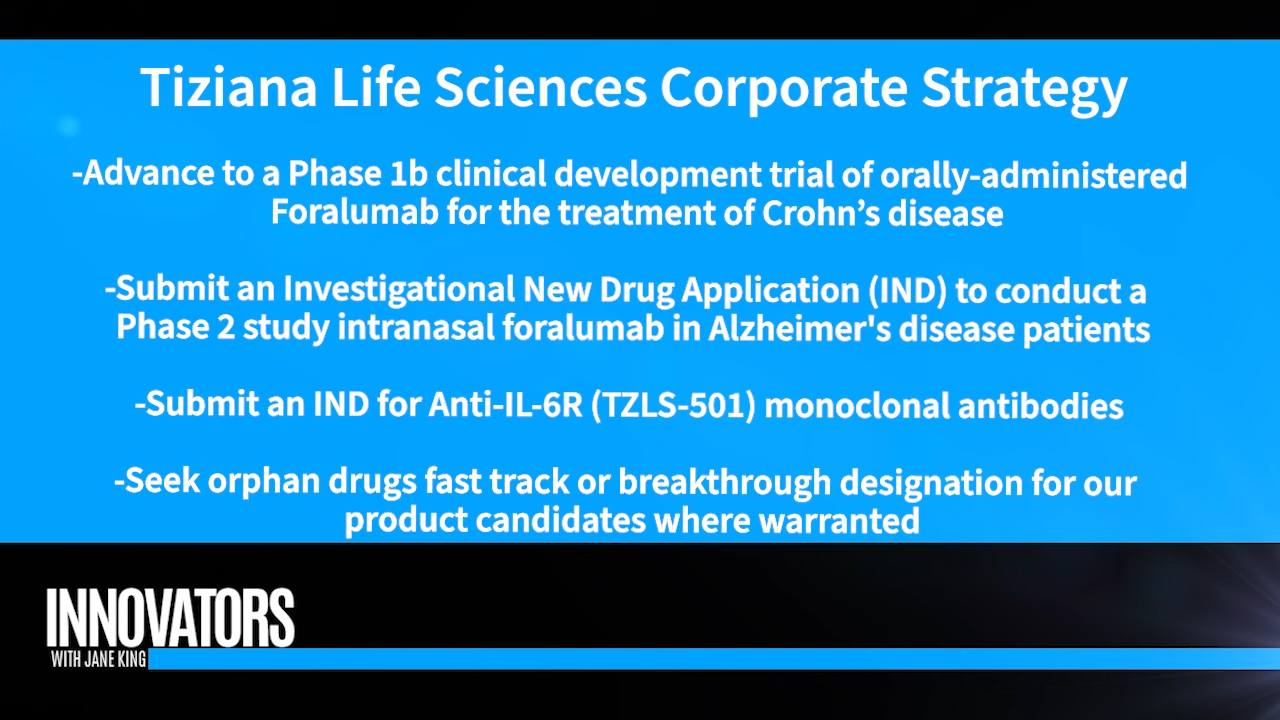 Tiziana Life Sciences Corporate Strategy
-Advance to a Phase 1b clinical development trial of orally-administered
Foralumab for the treatment of Crohn’s disease
-Submit an Investigational New Drug Application (IND) to conduct a
Phase 2 study intranasal foralumab in Alzheimer's disease patients
-Submit an IND for Anti-IL-6R (TZLS-501) monoclonal antibodies
-Seek orphan drugs fast track or breakthrough designation for our
product candidates where warranted
INNOVATORS
WITH JANE KING